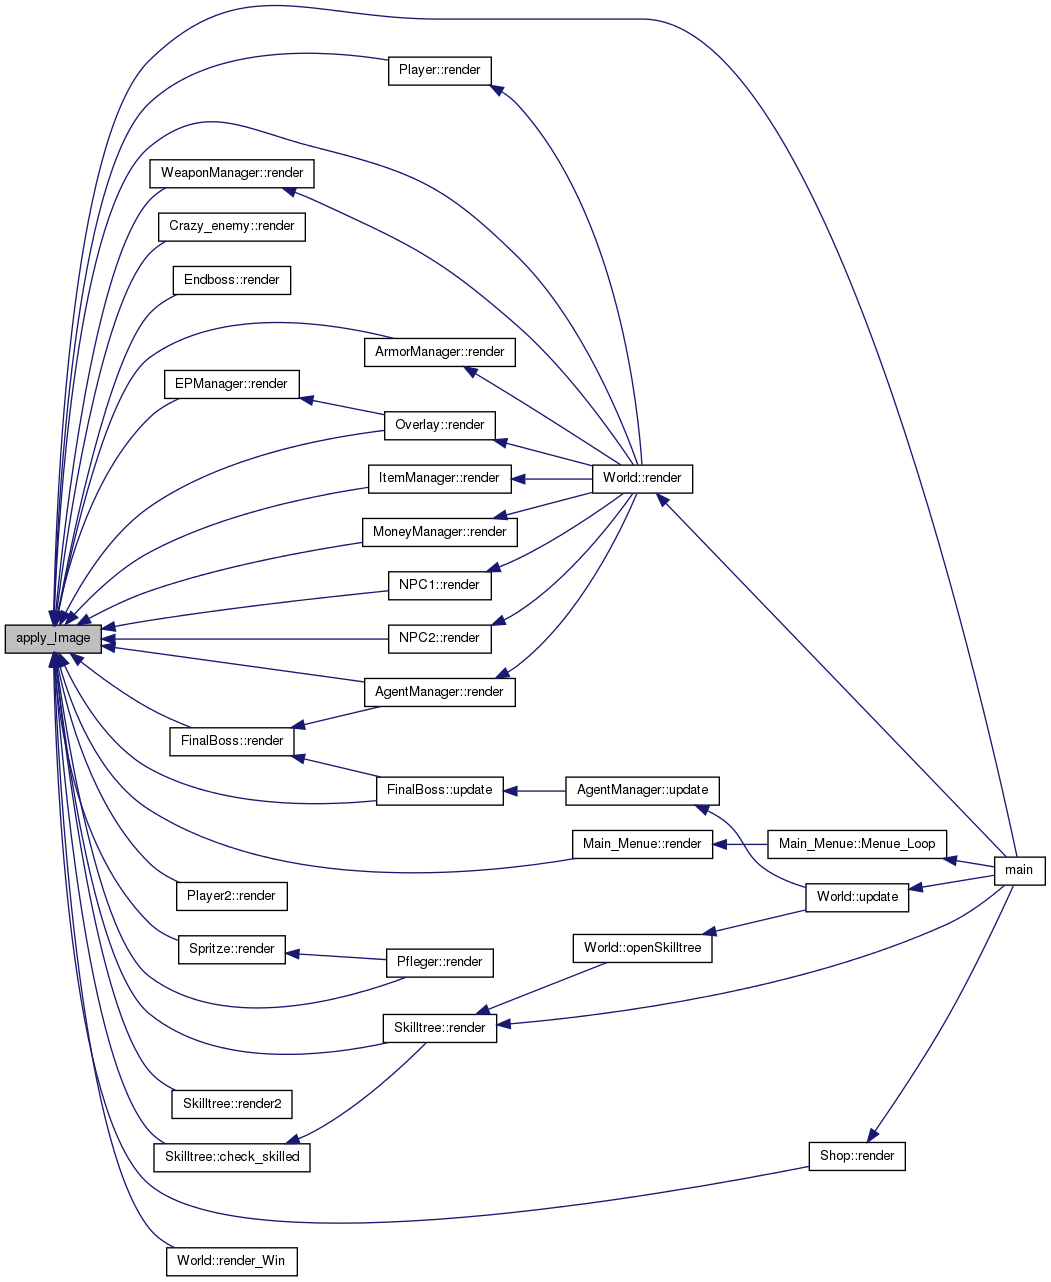 Player::render
WeaponManager::render
Crazy_enemy::render
Endboss::render
ArmorManager::render
EPManager::render
Overlay::render
ItemManager::render
World::render
MoneyManager::render
NPC1::render
apply_Image
NPC2::render
AgentManager::render
FinalBoss::render
FinalBoss::update
AgentManager::update
Main_Menue::render
Main_Menue::Menue_Loop
main
Player2::render
World::update
Spritze::render
World::openSkilltree
Pfleger::render
Skilltree::render
Skilltree::render2
Skilltree::check_skilled
Shop::render
World::render_Win